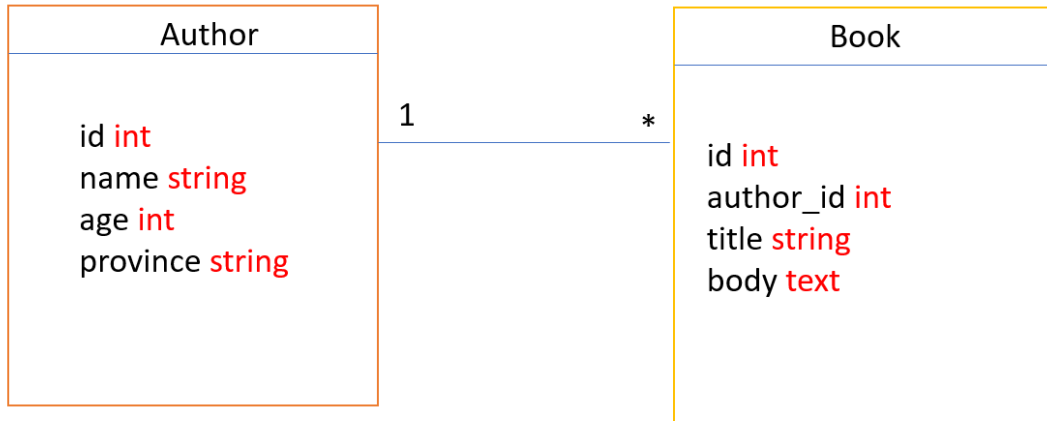 Author
id int
name string
age int
province string
1
*
Book
id int
author_id int
title string
body text